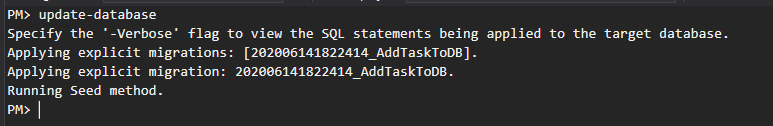 PM> update-database
Specify the '-Verbose' flag to view the SQL statements being applied to the target database.
Applying explicit migrations: [202006141822414_AddTaskToDB].
Applying explicit migration: 202006141822414_AddTaskToDB.
Running Seed method.
PM>